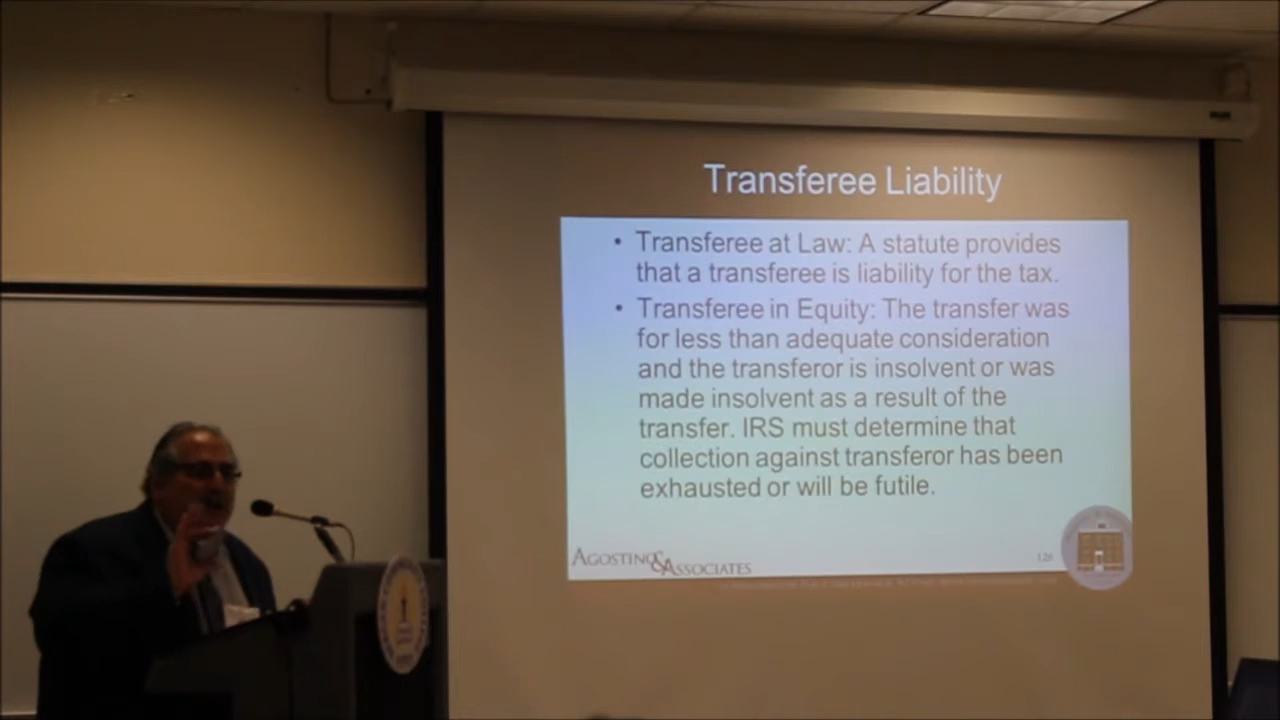 Transferee Liability
• Transferee at Law: A statute provides
that a transferee is liability for the tax.
• Transferee in Equity: The transfer was
for less than adequate consideration
and the transferor is insolvent or was
made insolvent as a result of the
transfer. IRS must determine that
collection against transferor has been
exhausted or will be futile.
AGOSTINO & ASSOCIATES